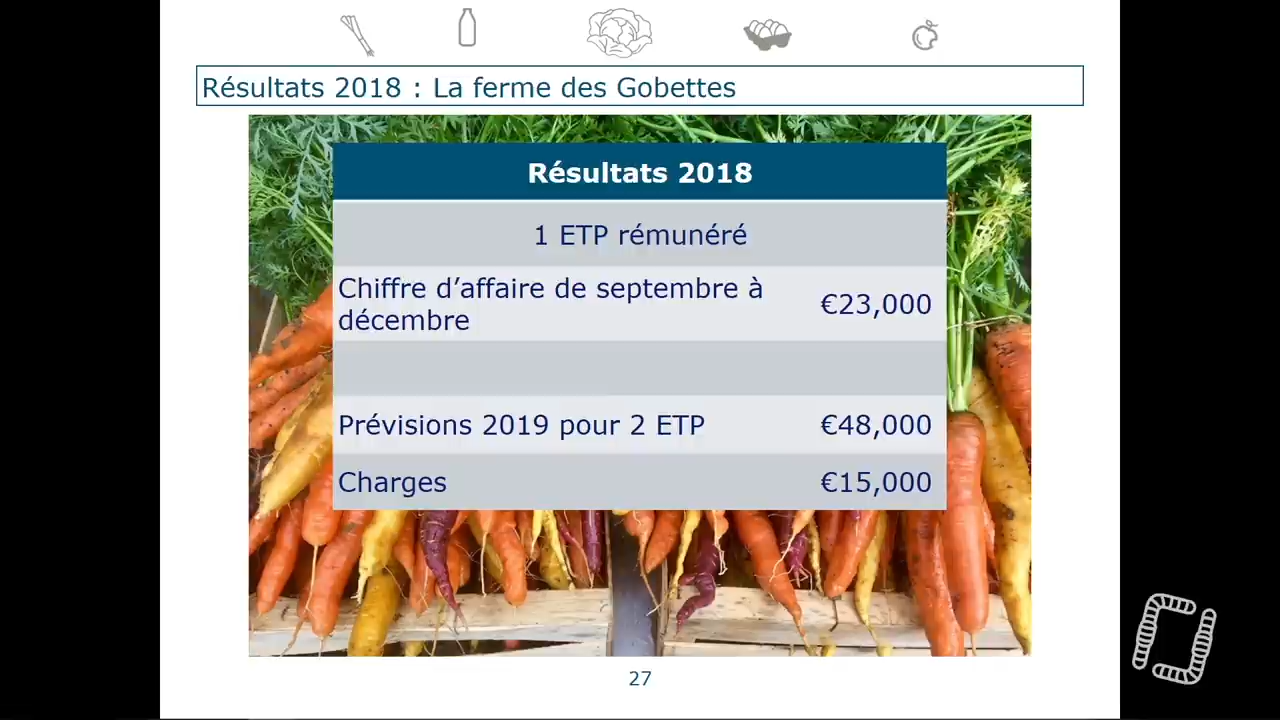 Résultats 2018 : La ferme des Gobettes
Résultats 2018
1 ETP rémunéré
Chiffre d’affaire de septembre à
décembre
€23,000
Prévisions 2019 pour 2 ETP €48,000
Charges €15,000
27